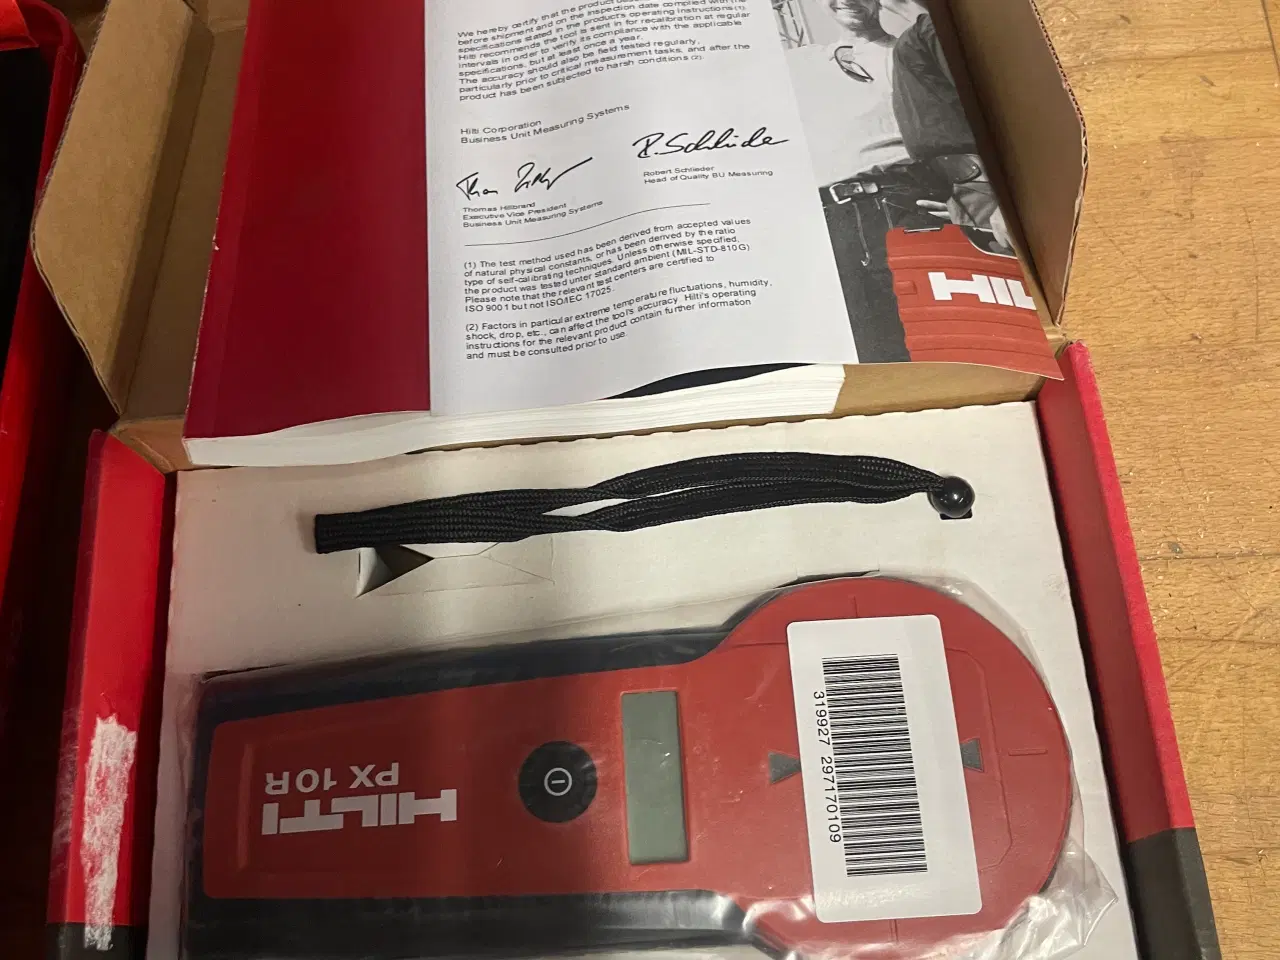 We hereby certify that the product
before shipment and on the inspection date complied with the
specifications stated in the product's operating instructions (1).
Hilti recommends the tool is sent in for recalibration at regular
intervals in order to verify its compliance with the applicable
specifications, but at least once a year.
The accuracy should also be field tested regularly,
particularly prior to critical measurement tasks, and after the
product has been subjected to harsh conditions (2).
Hilti Corporation
Business Unit Measuring Systems
R. Schlieder
Thomas Hillbrand
Executive Vice President
Business Unit Measuring Systems
Robert Schlieder
Head of Quality BU Measuring
(1) The test method used has been derived from accepted values
of natural physical constants, or has been derived by the ratio
type of self-calibrating techniques. Unless otherwise specified,
the product was tested unter standard ambient (MIL-STD-810G).
Please note that the relevant test centers are certified to
ISO 9001 but not ISO/IEC 17025.
(2) Factors in particular extreme temperature fluctuations, humidity,
shock, drop, etc., can affect the tool's accuracy. Hilti's operating
instructions for the relevant product contain further information
and must be consulted prior to use.
HILTI
319927 297170109
HILTI
PX 10R